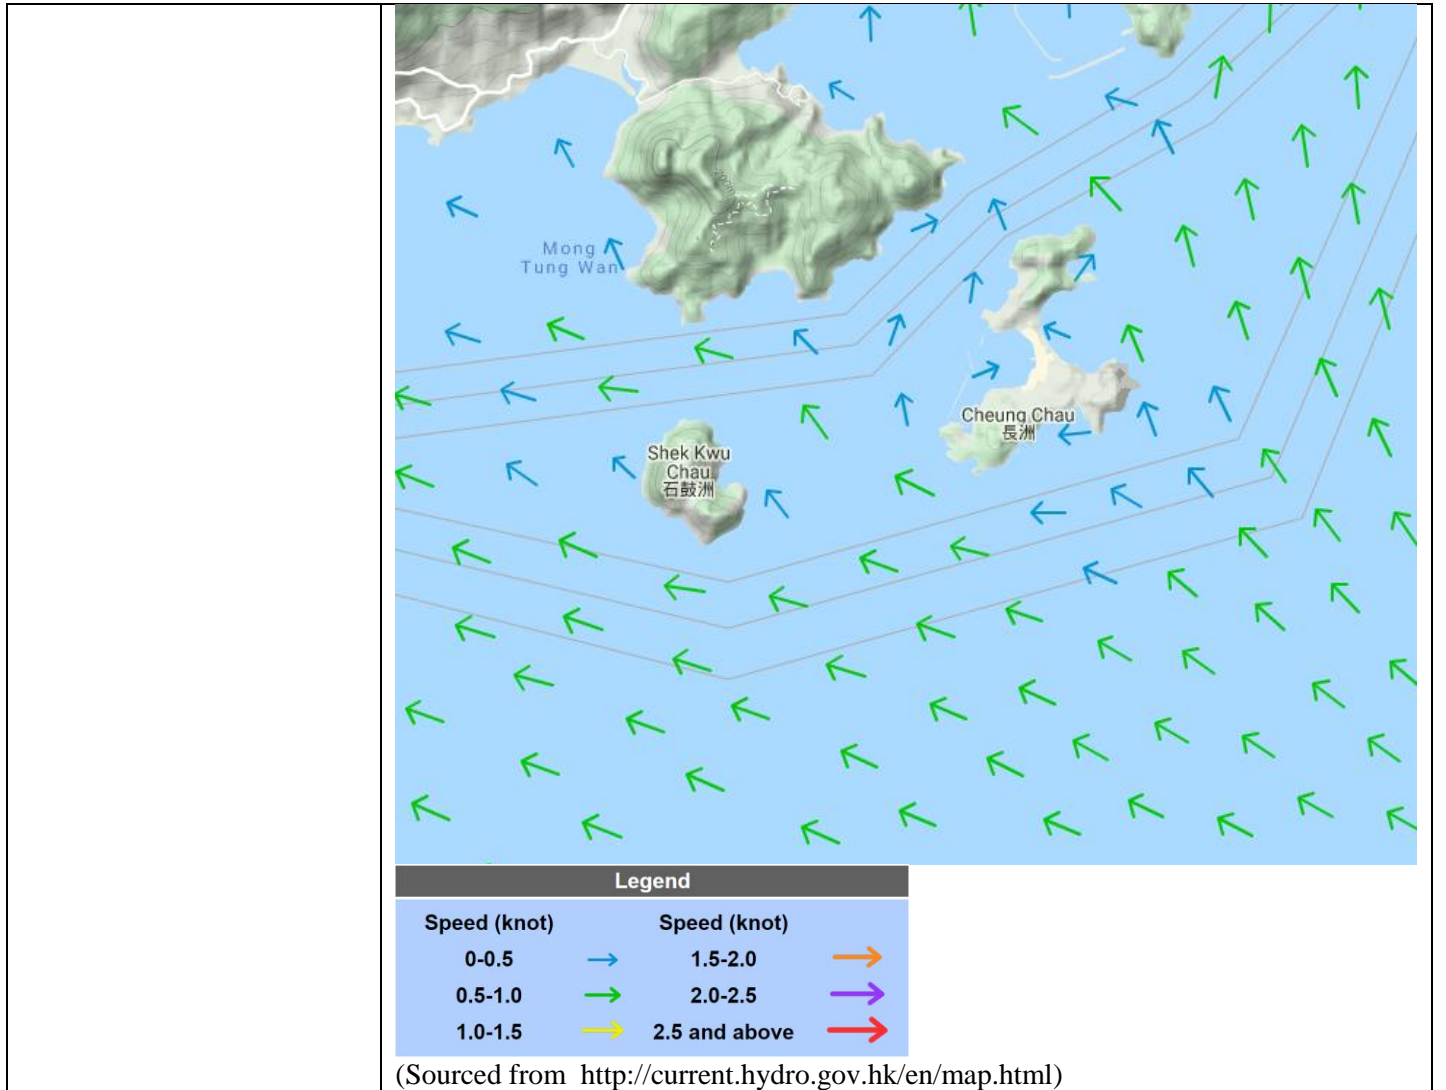 Mong
Tung Wan
Cheung Chau
長洲
Shek Kwu
Chau
石鼓洲
Legend
Speed (knot) Speed (knot)
0-0.5 1.5-2.0
0.5-1.0 2.0-2.5
1.0-1.5 2.5 and above
(Sourced from http://current.hydro.gov.hk/en/map.html)